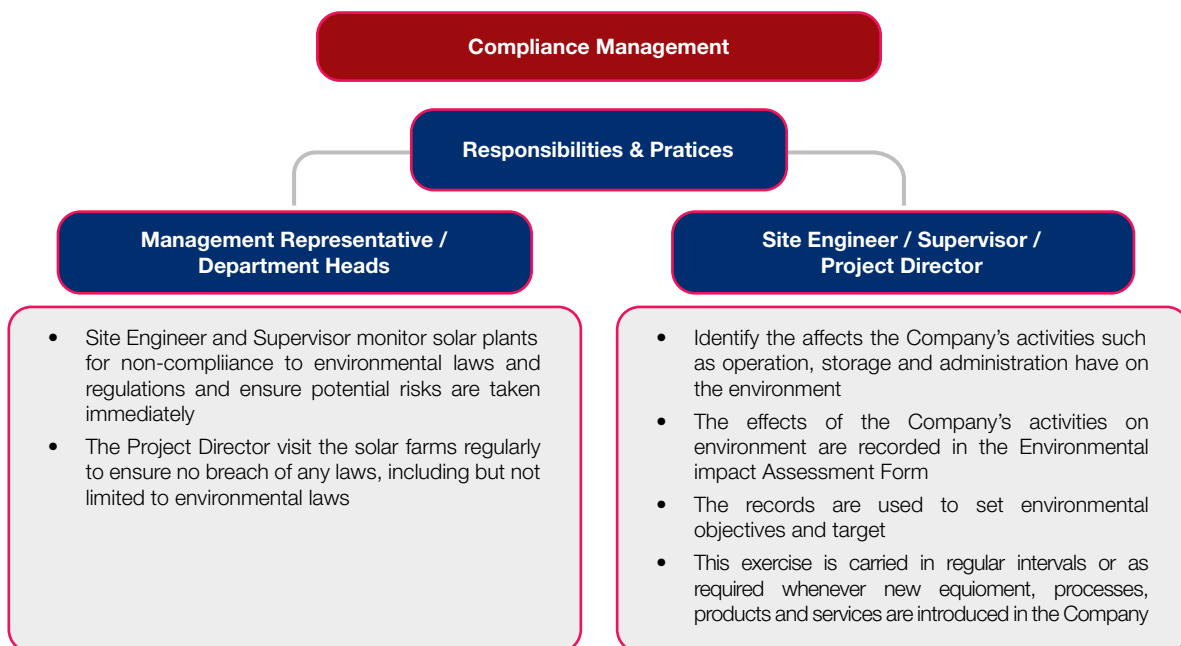 Compliance Management
Responsibilities & Pratices
Management Representative /
Department Heads
• Site Engineer and Supervisor monitor solar plants
for non-compliiance to environmental laws and
regulations and ensure potential risks are taken
immediately
• The Project Director visit the solar farms regularly
to ensure no breach of any laws, including but not
limited to environmental laws
Site Engineer / Supervisor /
Project Director
• Identify the affects the Company’s activities such
as operation, storage and administration have on
the environment
• The effects of the Company’s activities on
environment are recorded in the Environmental
impact Assessment Form
• The records are used to set environmental
objectives and target
• This exercise is carried in regular intervals or as
required whenever new equioment, processes,
products and services are introduced in the Company